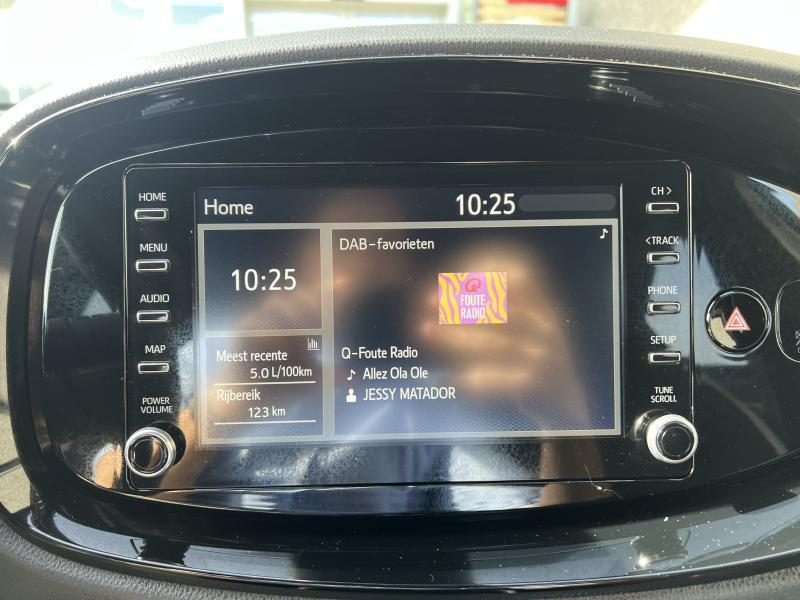 HOME
MENU
AUDIO
MAP
POWER
VOLUME
Home
10:25
10:25
Meest recente
5.0 L/100km
Rijbereik
123 km
DAB-favorieten
Q
FOUTE
RADIO
Q-Foute Radio
Allez Ola Ole
JESSY MATADOR
CH >
<TRACK
PHONE
SETUP
TUNE
SCROLL